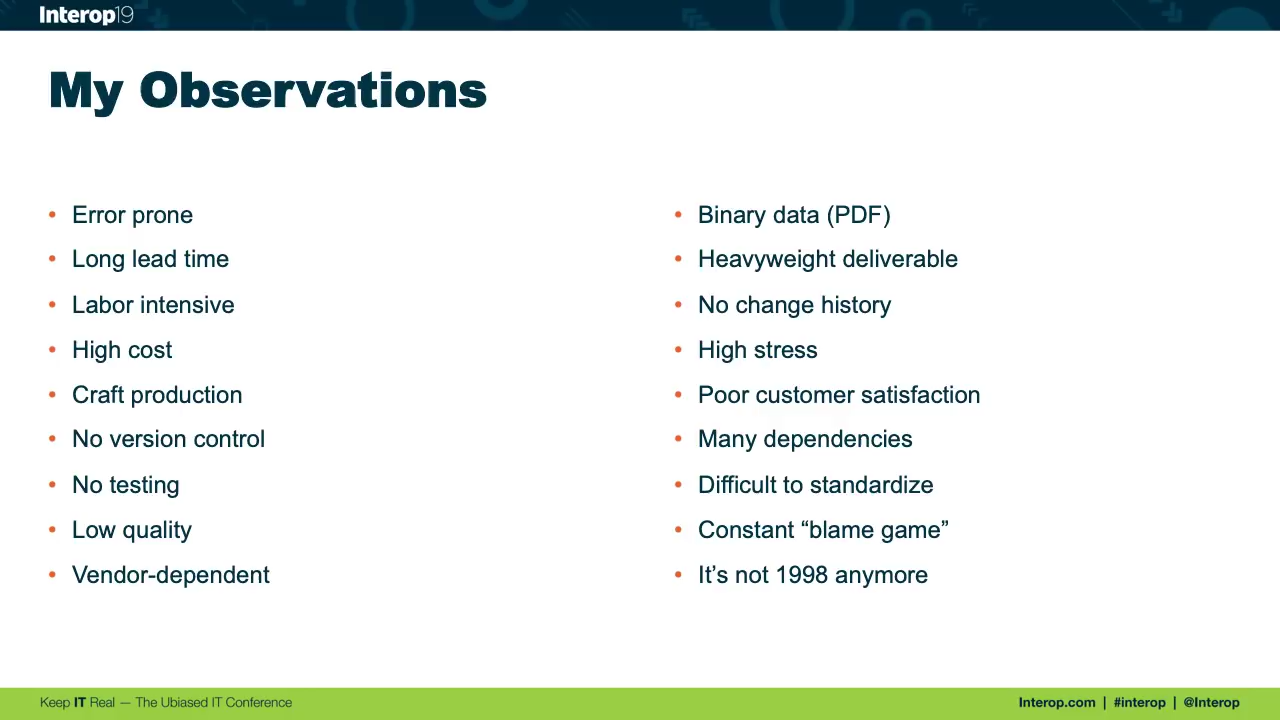 Interop19
My Observations
• Error prone
• Long lead time
• Labor intensive
• High cost
• Craft production
• No version control
• No testing
• Low quality
• Vendor-dependent
• Binary data (PDF)
• Heavyweight deliverable
• No change history
• High stress
• Poor customer satisfaction
• Many dependencies
• Difficult to standardize
• Constant “blame game”
• It’s not 1998 anymore
Keep IT Real — The Ubiased IT Conference
Interop.com | #interop | @Interop